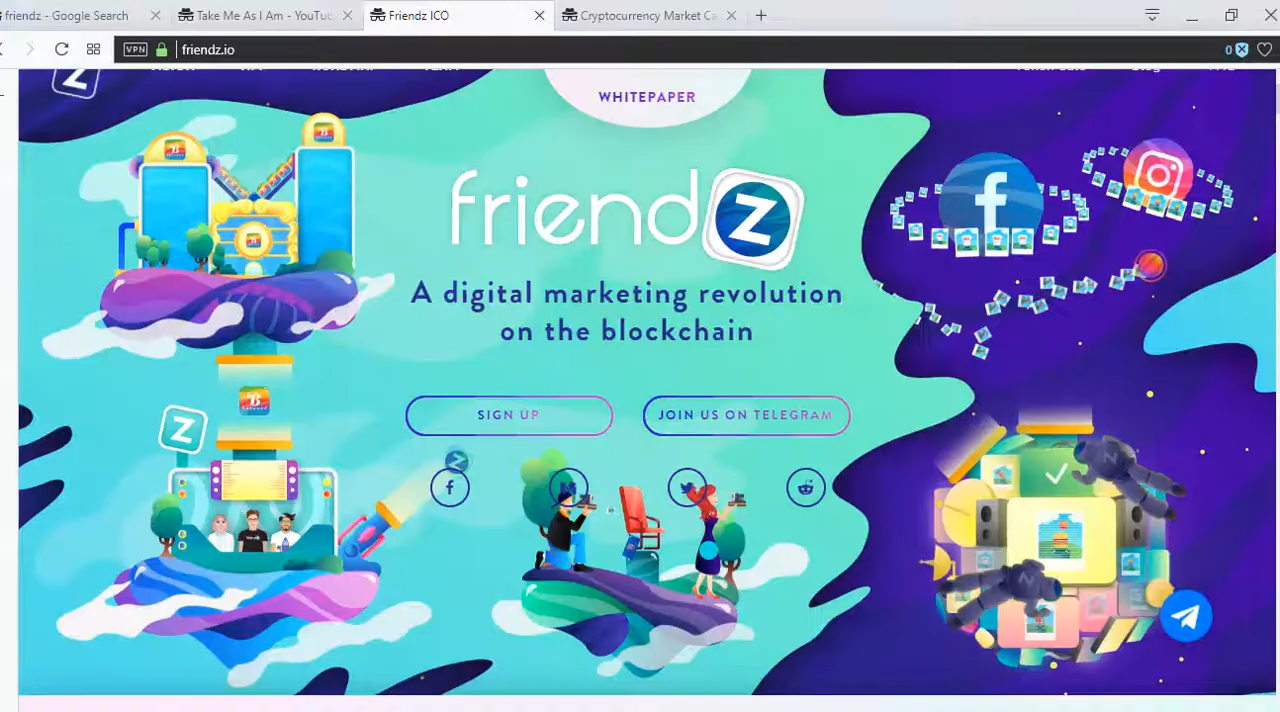 friendz - Google Search
Take Me As I Am - YouTu
Friendz ICO
Cryptocurrency Market Ca
VPN
friendz.io
0
WHITEPAPER
friendz
A digital marketing revolution
on the blockchain
SIGN UP
JOIN US ON TELEGRAM